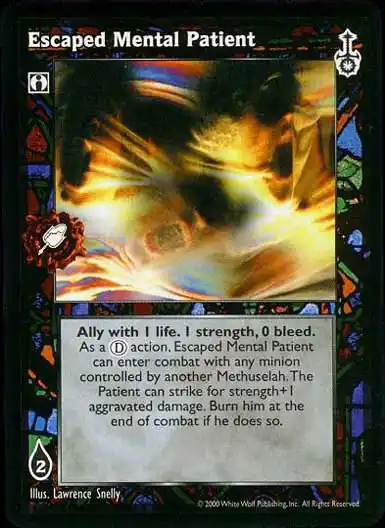 Escaped Mental Patient
Ally with 1 life. 1 strength, 0 bleed.
As a Ⓓ action, Escaped Mental Patient
can enter combat with any minion
controlled by another Methuselah. The
Patient can strike for strength+1
aggravated damage. Burn him at the
end of combat if he does so.
2
Illus. Lawrence Snelly
© 2000 White Wolf Publishing, Inc. All Rights Reserved.